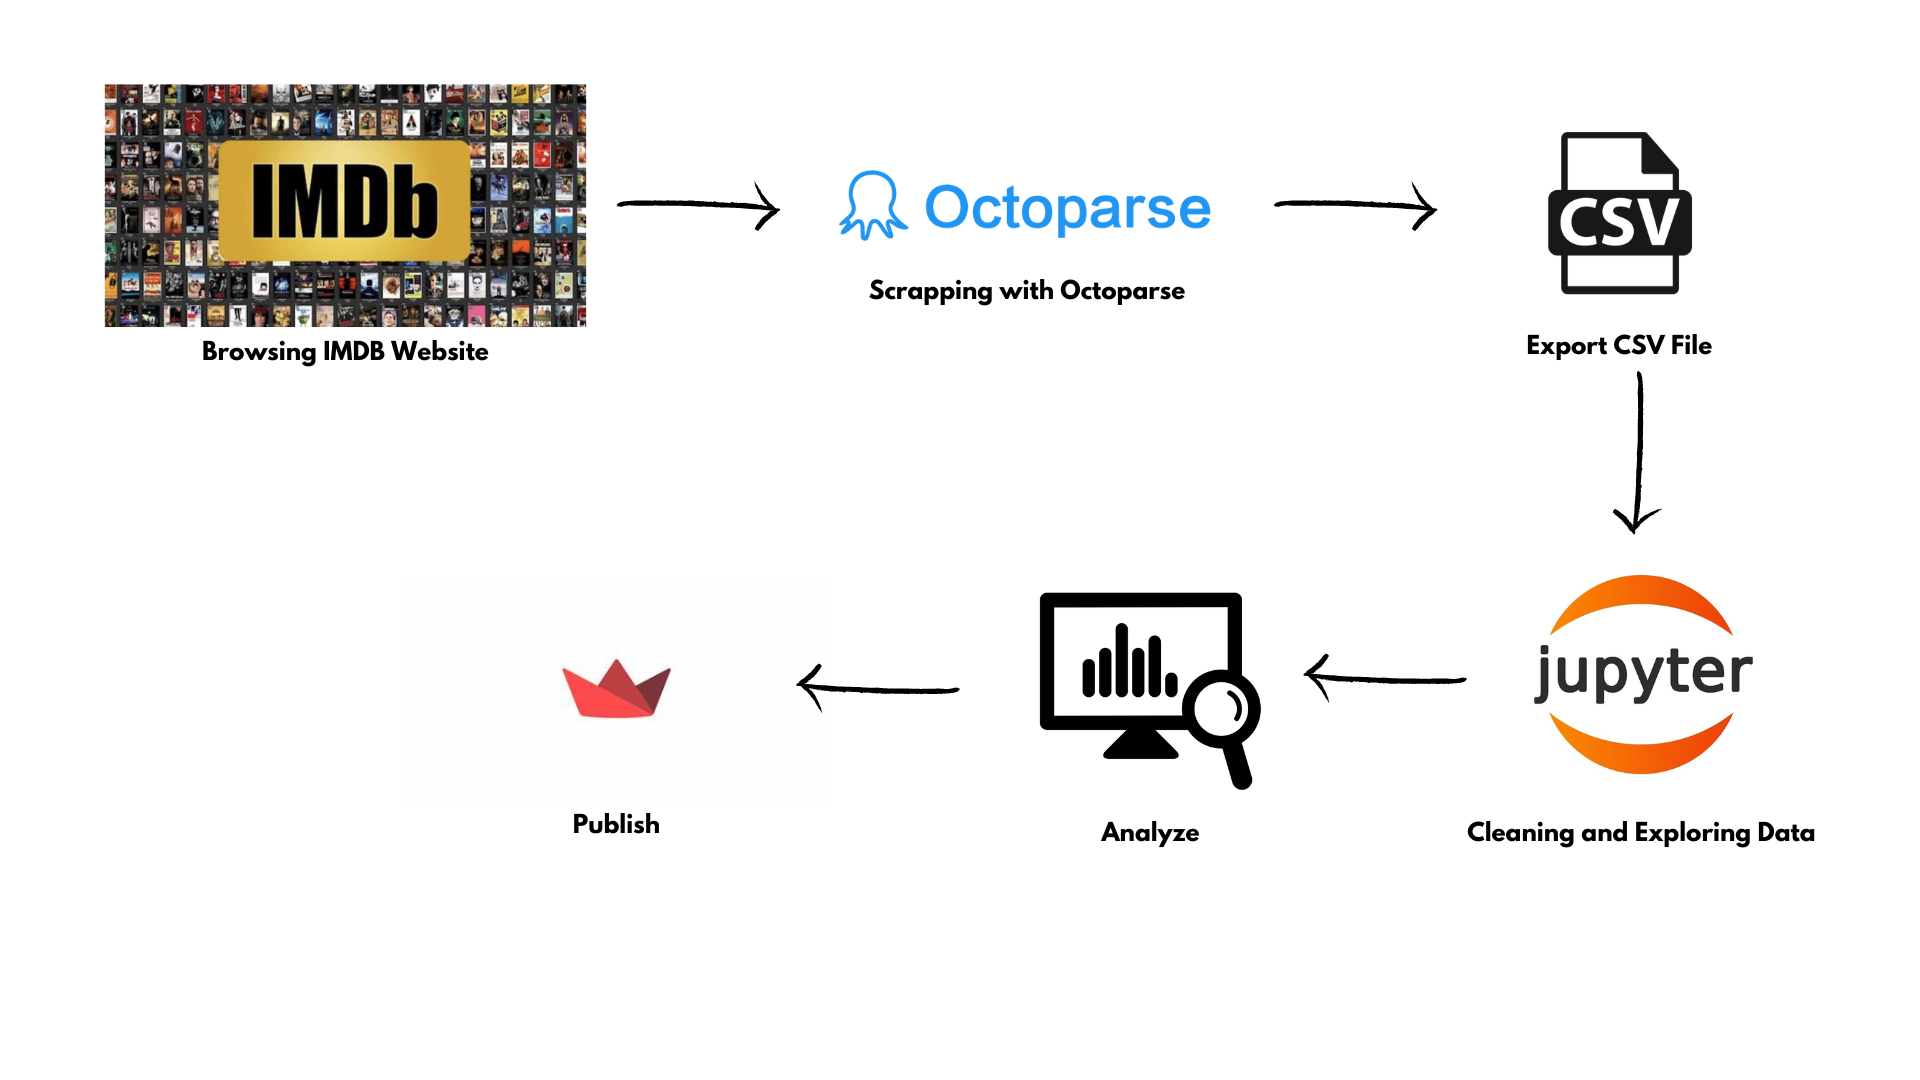 IMDb
Browsing IMDB Website
Octoparse
Scrapping with Octoparse
CSV
Export CSV File
jupyter
Cleaning and Exploring Data
Analyze
Publish